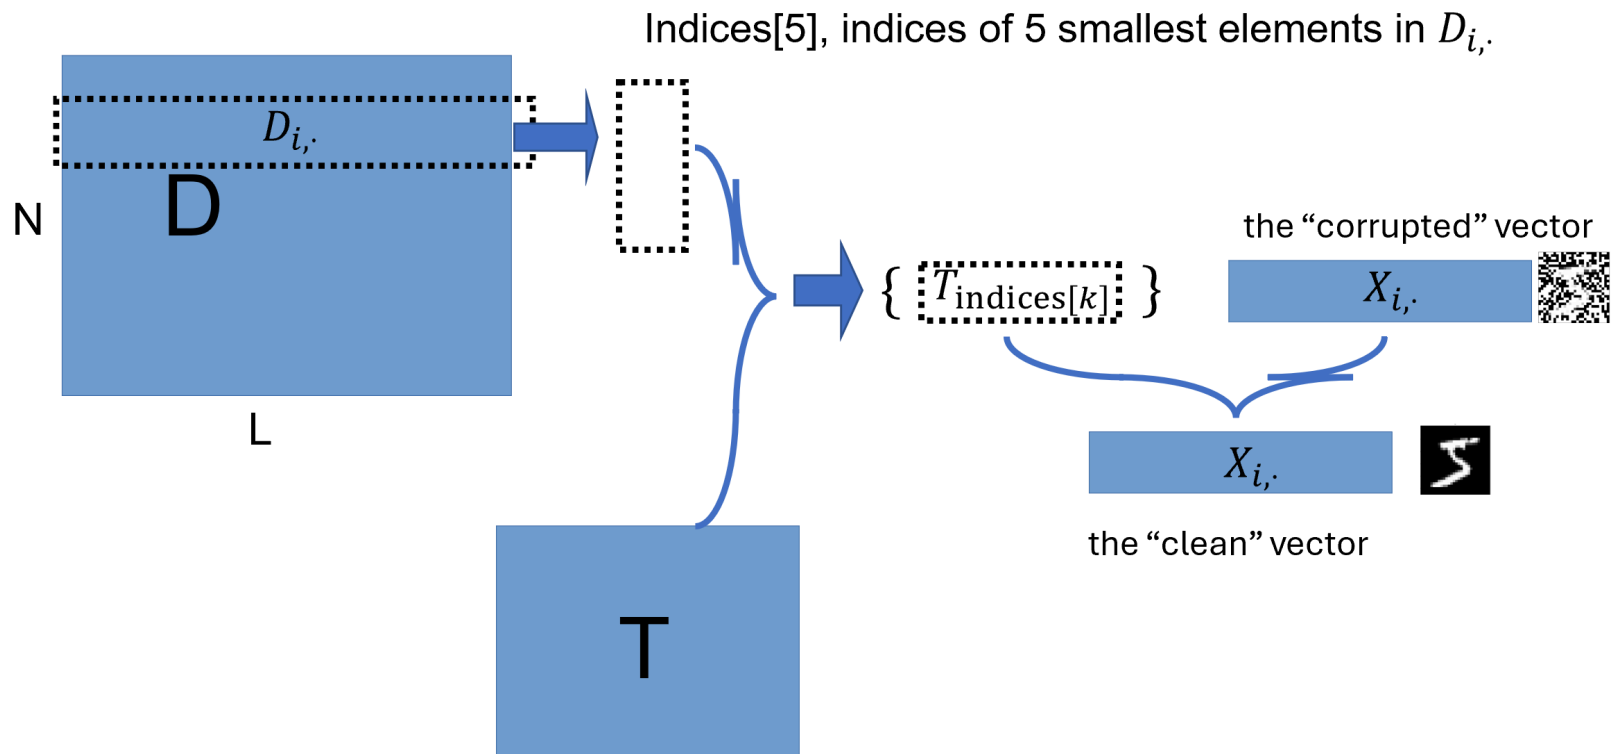 Indices[5], indices of 5 smallest elements in D_{i,·}
D_{i,·}
D
N
L
{ T_{indices[k]} }
the “corrupted” vector
X_{i,·}
X_{i,·}
the “clean” vector
T